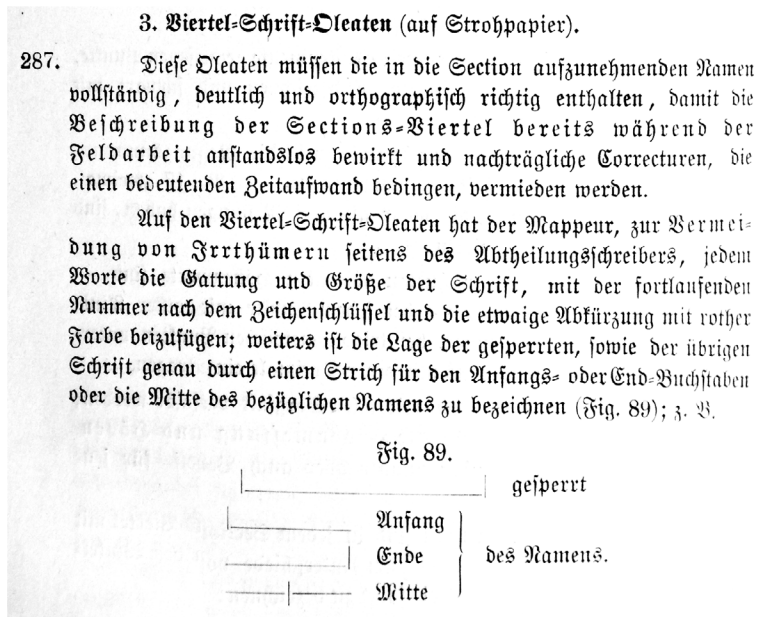 3. Viertel=Schrift=Oleaten (auf Strohpapier).
287. Diese Oleaten müssen die in die Section aufzunehmenden Namen
vollständig, deutlich und orthographisch richtig enthalten, damit die
Beschreibung der Sections=Viertel bereits während der
Feldarbeit anstandslos bewirkt und nachträgliche Correcturen, die
einen bedeutenden Zeitaufwand bedingen, vermieden werden.
Auf den Viertel=Schrift=Oleaten hat der Mappeur, zur Vermei=
dung von Irrthümern seitens des Abtheilungsschreibers, jedem
Worte die Gattung und Größe der Schrift, mit der fortlaufenden
Nummer nach dem Zeichenschlüssel und die etwaige Abkürzung mit rother
Farbe beizufügen; weiters ist die Lage der gesperrten, sowie der übrigen
Schrift genau durch einen Strich für den Anfangs= oder End=Buchstaben
oder die Mitte des bezüglichen Namens zu bezeichnen (Fig. 89); z. B.
Fig. 89.
gesperrt
Anfang
Ende des Namens.
Mitte